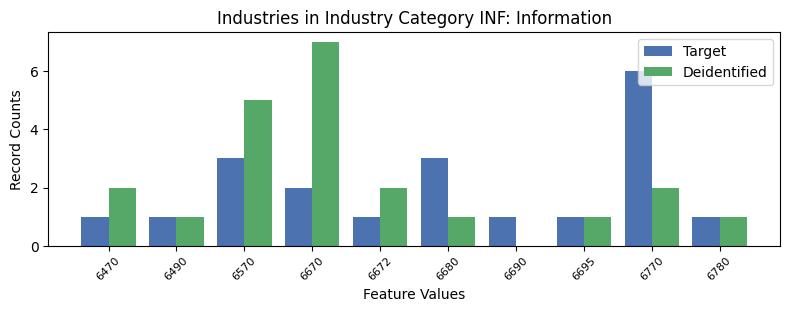 Industries in Industry Category INF: Information
Target
Deidentified
Record Counts
6
4
2
0
6470 6490 6570 6670 6672 6680 6690 6695 6770 6780
Feature Values